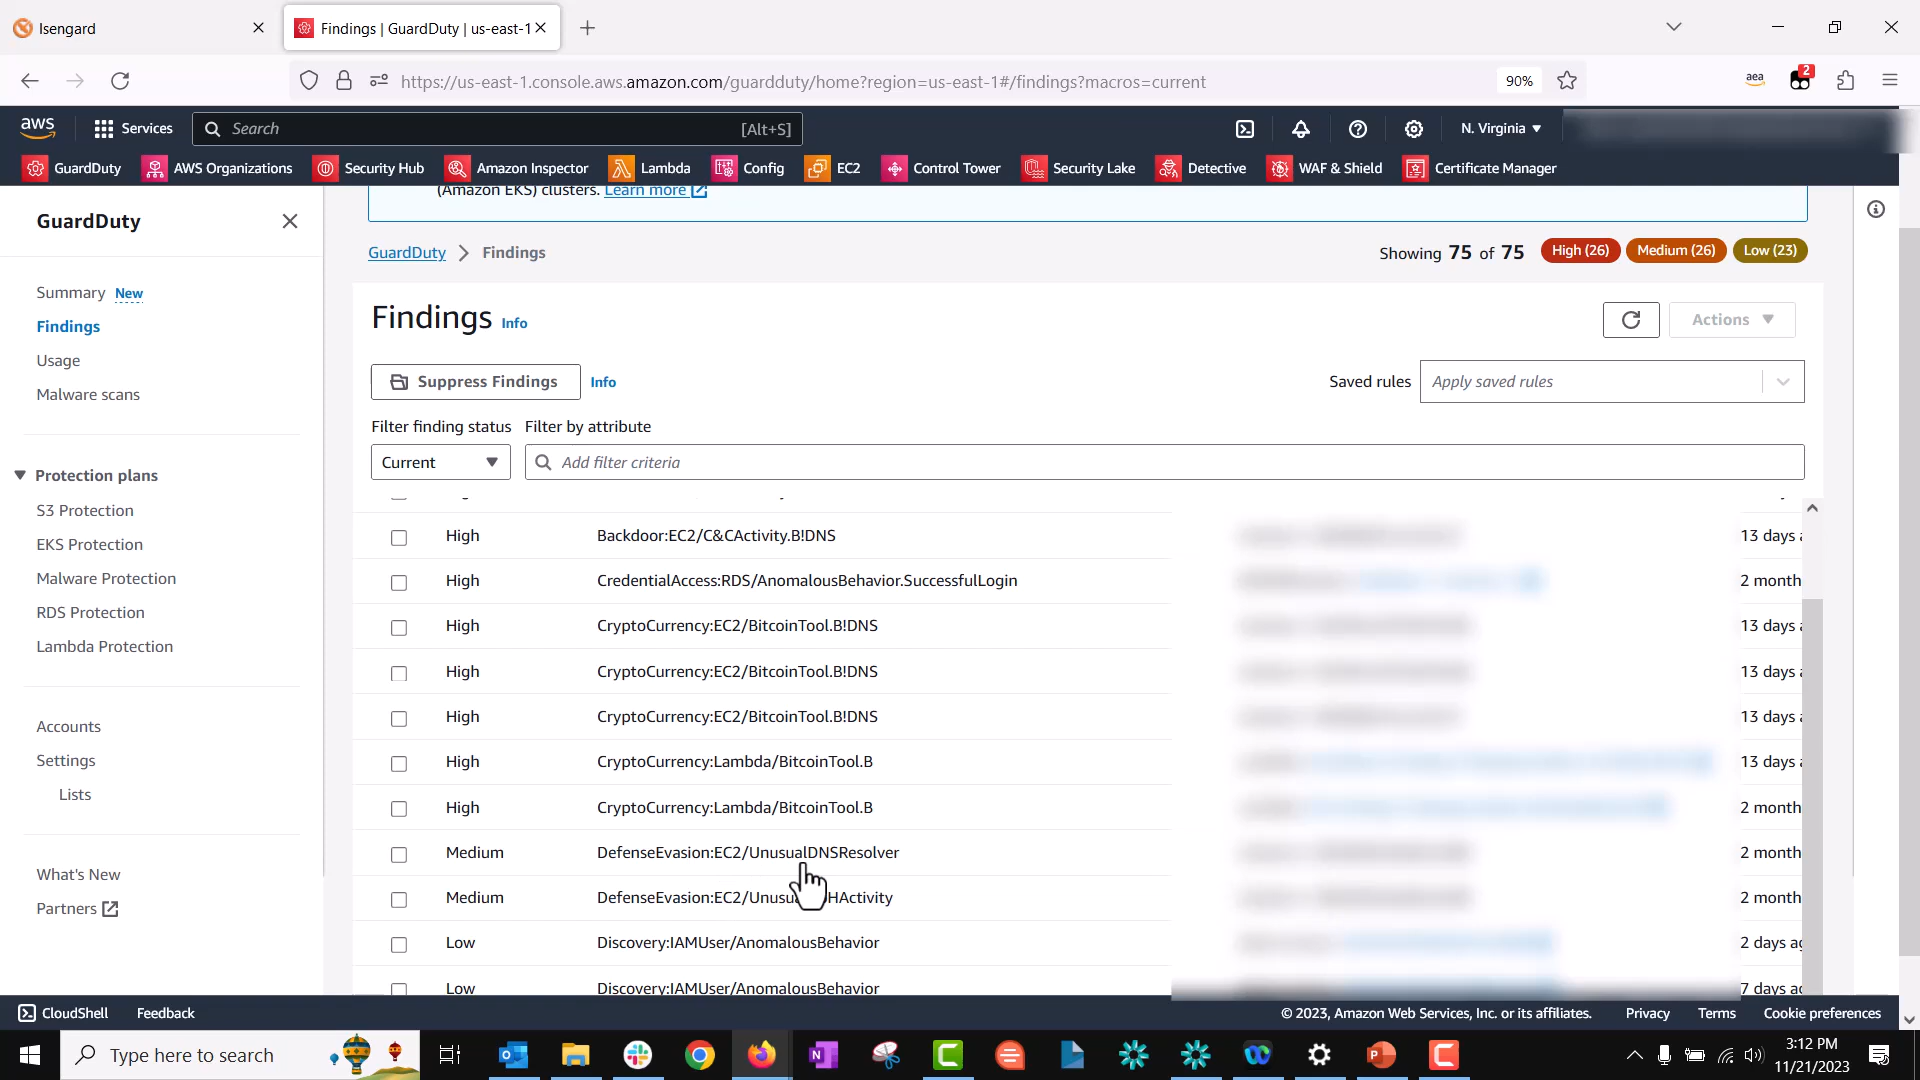 Isengard
Findings | GuardDuty | us-east-1
https://us-east-1.console.aws.amazon.com/guardduty/home?region=us-east-1#/findings?macros=current
90%
aea
2
aws
Services
Search
[Alt+S]
N. Virginia
GuardDuty
AWS Organizations
Security Hub
Amazon Inspector
Lambda
Config
EC2
Control Tower
Security Lake
Detective
WAF & Shield
Certificate Manager
GuardDuty
Summary New
Findings
Usage
Malware scans
Protection plans
S3 Protection
EKS Protection
Malware Protection
RDS Protection
Lambda Protection
Accounts
Settings
Lists
What's New
Partners
(Amazon EKS) clusters. Learn more
GuardDuty
Findings
Showing 75 of 75
High (26)
Medium (26)
Low (23)
Findings Info
Actions
Suppress Findings
Info
Saved rules
Apply saved rules
Filter finding status
Filter by attribute
Current
Add filter criteria
High Backdoor:EC2/C&CActivity.B!DNS 13 days
High CredentialAccess:RDS/AnomalousBehavior.SuccessfulLogin 2 month
High CryptoCurrency:EC2/BitcoinTool.B!DNS 13 days
High CryptoCurrency:EC2/BitcoinTool.B!DNS 13 days
High CryptoCurrency:EC2/BitcoinTool.B!DNS 13 days
High CryptoCurrency:Lambda/BitcoinTool.B 13 days
High CryptoCurrency:Lambda/BitcoinTool.B 2 month
Medium DefenseEvasion:EC2/UnusualDNSResolver 2 month
Medium DefenseEvasion:EC2/Unusu HActivity 2 month
Low Discovery:IAMUser/AnomalousBehavior 2 days ag
Low Discovery:IAMUser/AnomalousBehavior 7 days ag
CloudShell
Feedback
© 2023, Amazon Web Services, Inc. or its affiliates.
Privacy
Terms
Cookie preferences
Type here to search
3:12 PM
11/21/2023